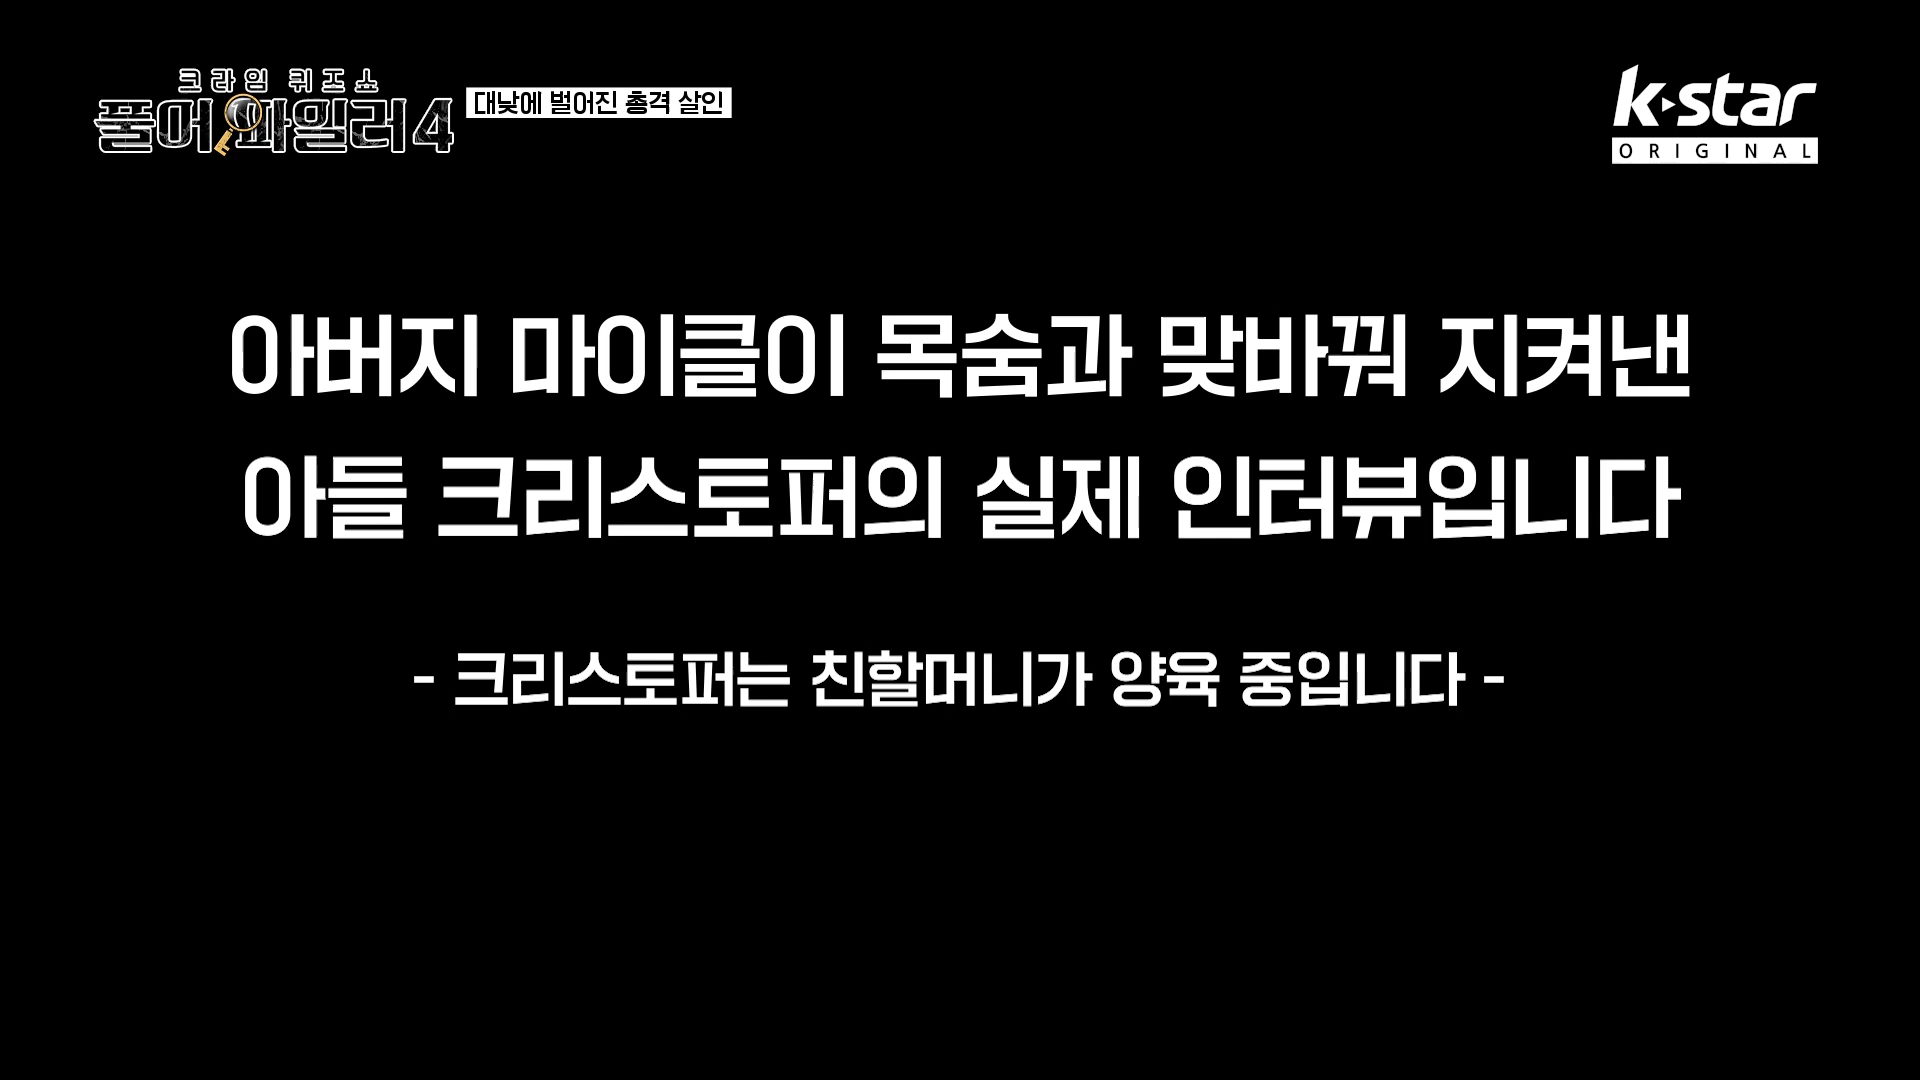 크라임 퀴즈쇼
풀어파일러4
대낮에 벌어진 총격 살인
k star
ORIGINAL
아버지 마이클이 목숨과 맞바꿔 지켜낸
아들 크리스토퍼의 실제 인터뷰입니다
- 크리스토퍼는 친할머니가 양육 중입니다 -